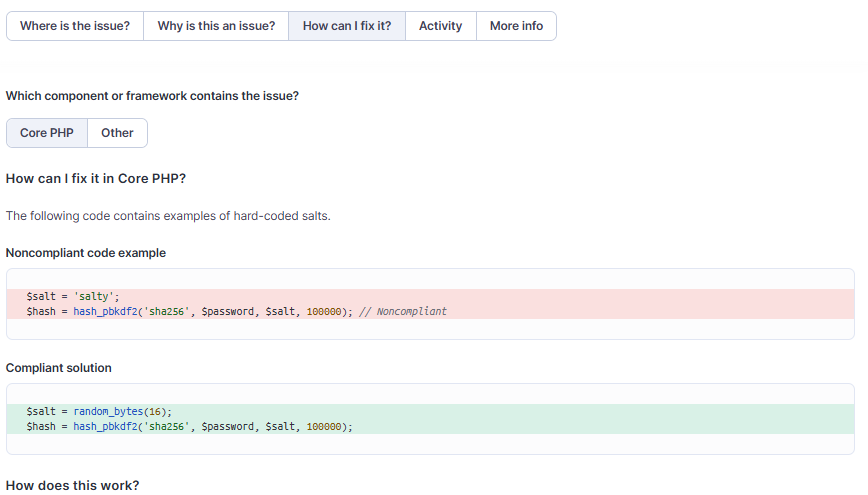 Where is the issue? Why is this an issue? How can I fix it? Activity More info
Which component or framework contains the issue?
Core PHP Other
How can I fix it in Core PHP?
The following code contains examples of hard-coded salts.
Noncompliant code example
$salt = 'salty';
$hash = hash_pbkdf2('sha256', $password, $salt, 100000); // Noncompliant
Compliant solution
$salt = random_bytes(16);
$hash = hash_pbkdf2('sha256', $password, $salt, 100000);
How does this work?